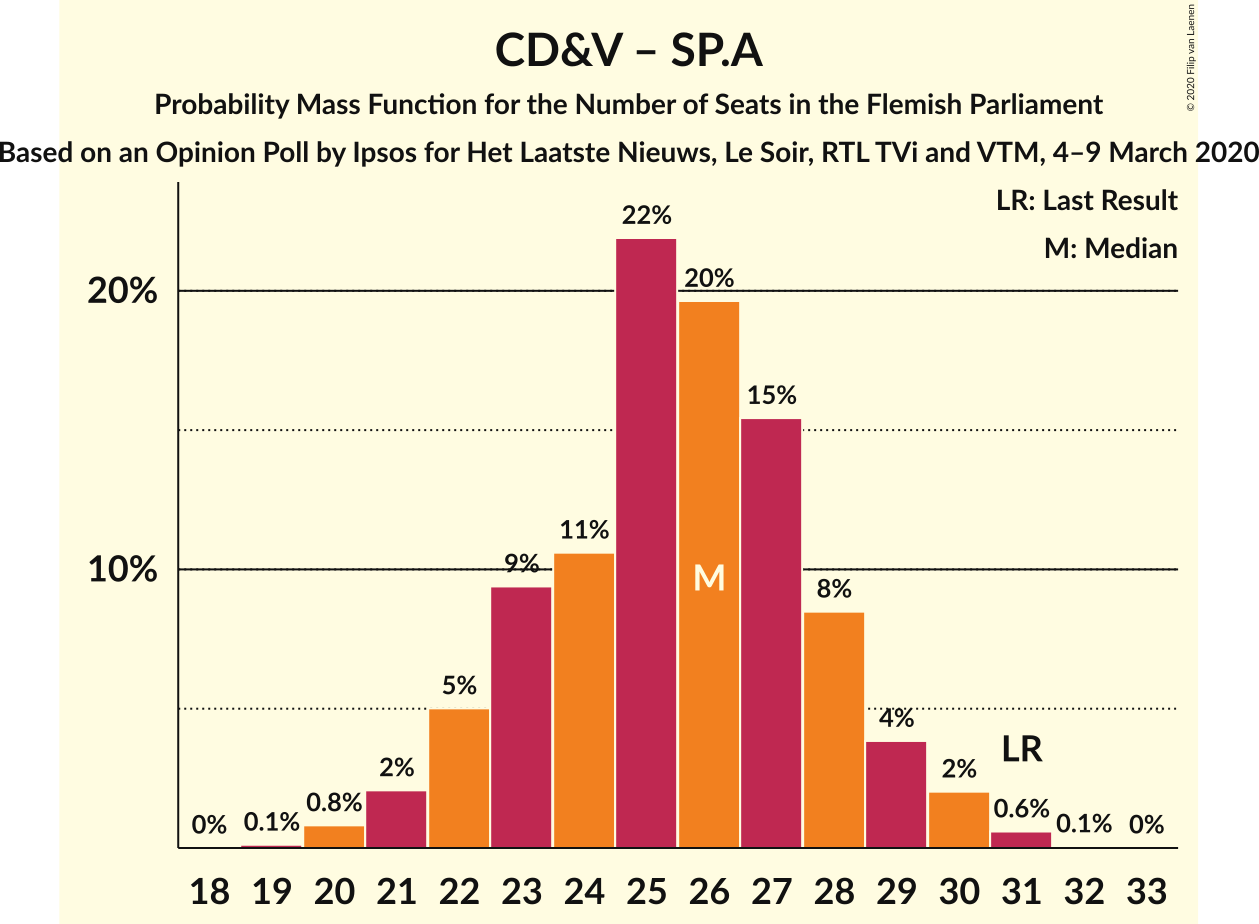 CD&V – SP.A
Probability Mass Function for the Number of Seats in the Flemish Parliament
Based on an Opinion Poll by Ipsos for Het Laatste Nieuws, Le Soir, RTL TVi and VTM, 4–9 March 2020
© 2020 Filip van Laenen
LR: Last Result
M: Median
20%
10%
0%
0.1%
0.8%
2%
5%
9%
11%
22%
20%
15%
8%
4%
2%
0.6%
0.1%
0%
M
LR
18 19 20 21 22 23 24 25 26 27 28 29 30 31 32 33